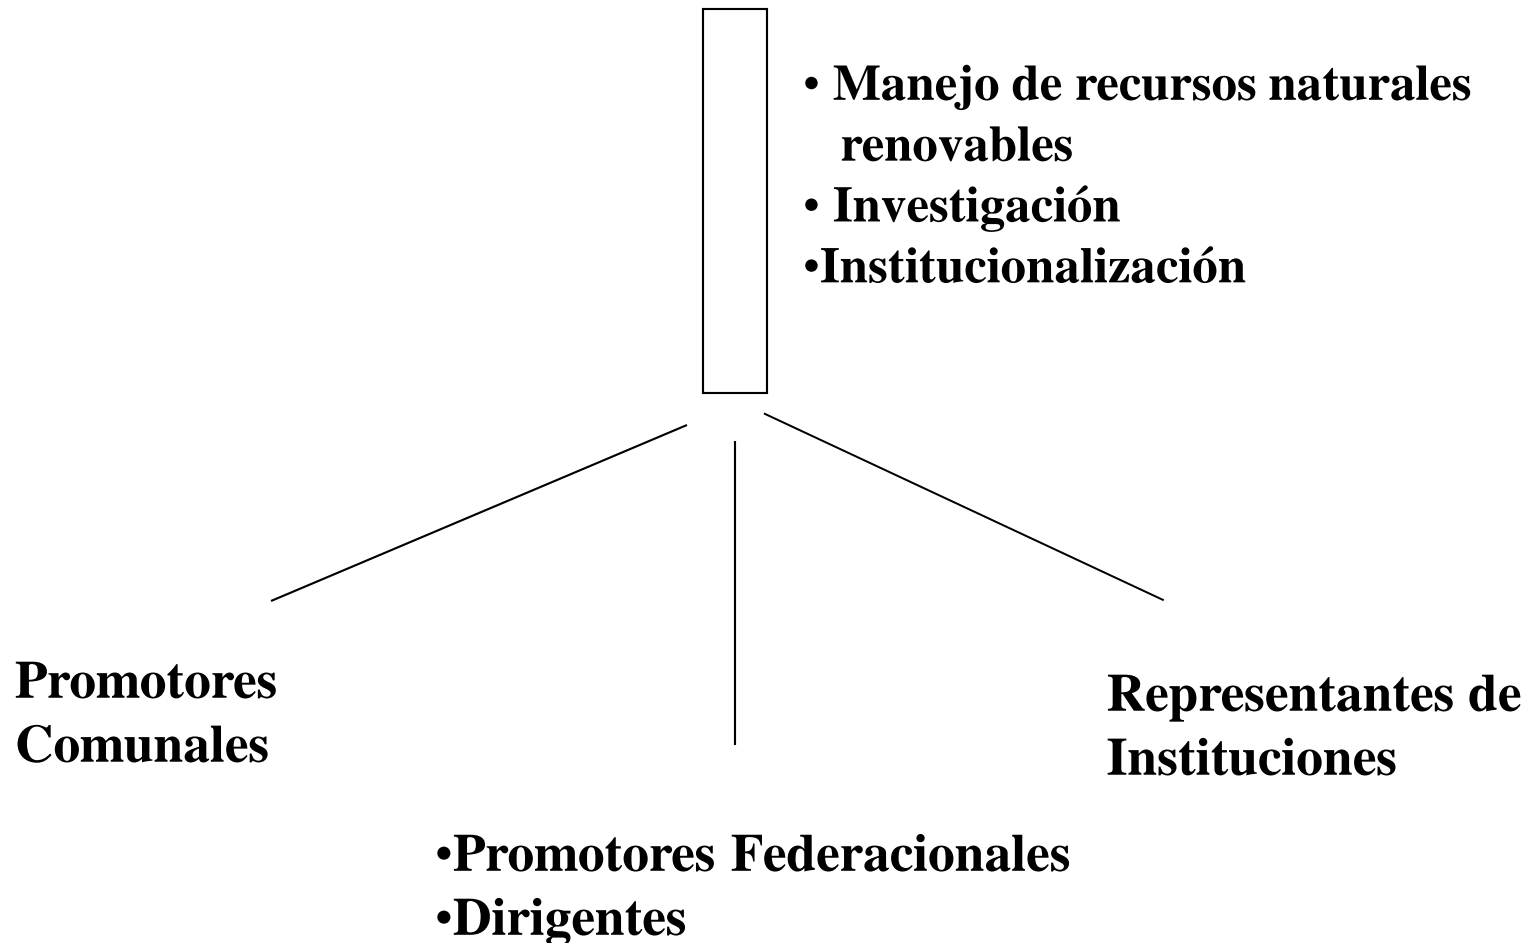 • Manejo de recursos naturales
renovables
• Investigación
•Institucionalización
Promotores
Comunales
Representantes de
Instituciones
•Promotores Federacionales
•Dirigentes